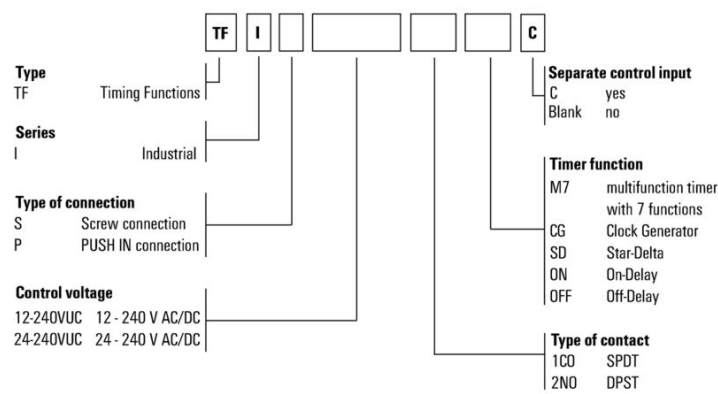 TF I C
Type
TF Timing Functions
Series
I Industrial
Type of connection
S Screw connection
P PUSH IN connection
Control voltage
12-240VUC 12 - 240 V AC/DC
24-240VUC 24 - 240 V AC/DC
Separate control input
C yes
Blank no
Timer function
M7 multifunction timer
with 7 functions
CG Clock Generator
SD Star-Delta
ON On-Delay
OFF Off-Delay
Type of contact
1CO SPDT
2NO DPST